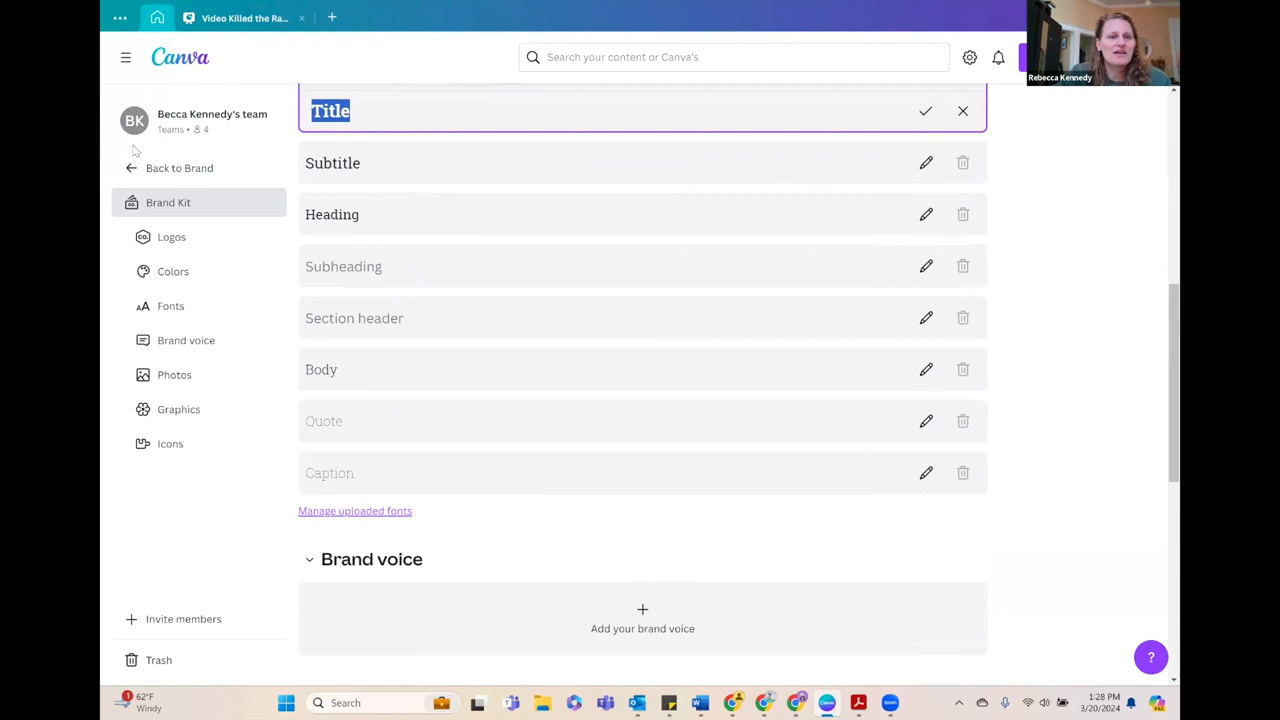 Video Killed the Ra...
Canva
Search your content or Canva's
Rebecca Kennedy
BK
Becca Kennedy's team
Teams • 4
Title
Back to Brand
Subtitle
Brand Kit
Heading
CO. Logos
Colors
Subheading
Fonts
Section header
Brand voice
Body
Photos
Graphics
Quote
Icons
Caption
Manage uploaded fonts
Brand voice
Add your brand voice
Invite members
Trash
?
1
62°F
Windy
Search
1:28 PM
3/20/2024